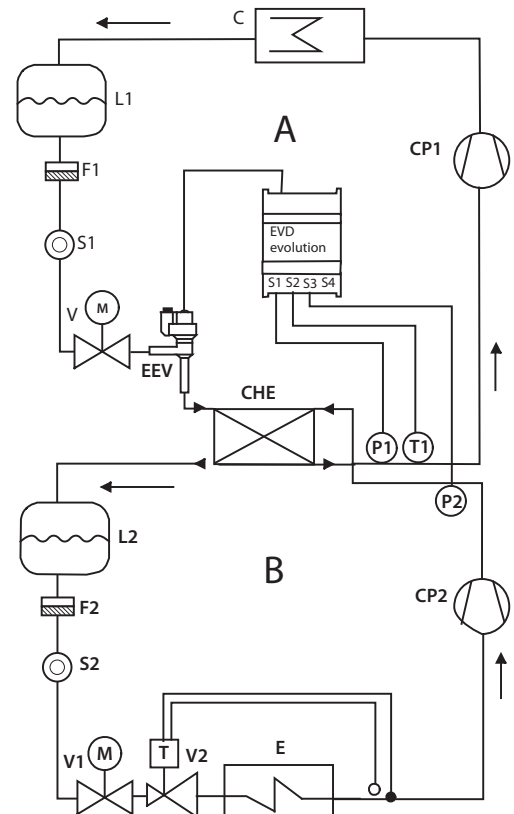 C
L1
A
CP1
F1
EVD
evolution
S1
S1 S2 S3 S4
V
M
EEV
CHE
P1
T1
P2
L2
B
CP2
F2
S2
V1
M
T
V2
E